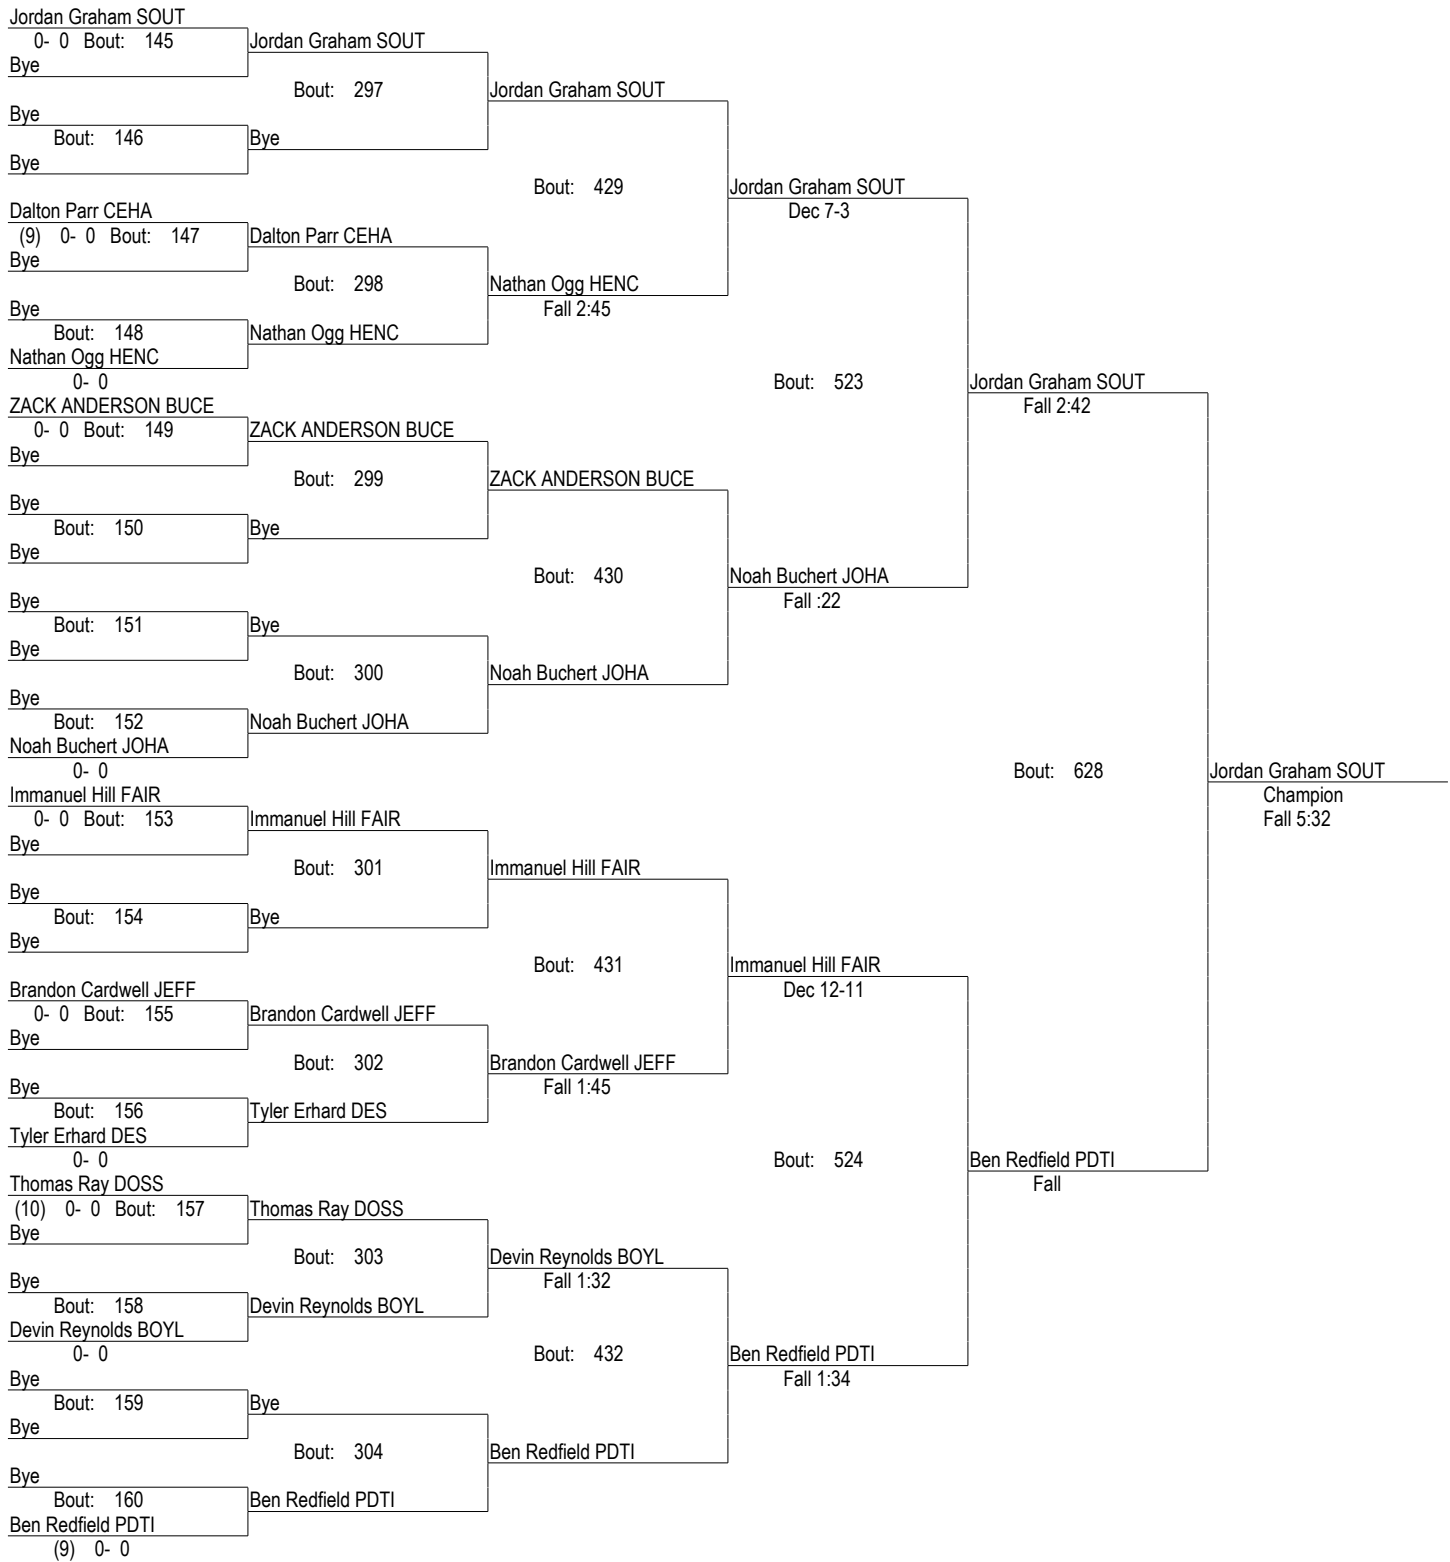 Jordan Graham SOUT
0- 0 Bout: 145
Bye
Bye
Bout: 146
Bye
Dalton Parr CEHA
(9) 0- 0 Bout: 147
Bye
Bye
Bout: 148
Nathan Ogg HENC
0- 0
ZACK ANDERSON BUCE
0- 0 Bout: 149
Bye
Bye
Bout: 150
Bye
Bye
Bout: 151
Bye
Bye
Bout: 152
Noah Buchert JOHA
0- 0
Immanuel Hill FAIR
0- 0 Bout: 153
Bye
Bye
Bout: 154
Bye
Brandon Cardwell JEFF
0- 0 Bout: 155
Bye
Bye
Bout: 156
Tyler Erhard DES
0- 0
Thomas Ray DOSS
(10) 0- 0 Bout: 157
Bye
Bye
Bout: 158
Devin Reynolds BOYL
0- 0
Bye
Bout: 159
Bye
Bye
Bout: 160
Ben Redfield PDTI
(9) 0- 0
Jordan Graham SOUT
Bout: 297
Bye
Dalton Parr CEHA
Bout: 298
Nathan Ogg HENC
ZACK ANDERSON BUCE
Bout: 299
Bye
Bye
Bout: 300
Noah Buchert JOHA
Immanuel Hill FAIR
Bout: 301
Bye
Brandon Cardwell JEFF
Bout: 302
Tyler Erhard DES
Thomas Ray DOSS
Bout: 303
Devin Reynolds BOYL
Bye
Bout: 304
Ben Redfield PDTI
Jordan Graham SOUT
Bout: 429
Nathan Ogg HENC
Fall 2:45
ZACK ANDERSON BUCE
Bout: 430
Noah Buchert JOHA
Immanuel Hill FAIR
Bout: 431
Brandon Cardwell JEFF
Fall 1:45
Devin Reynolds BOYL
Fall 1:32
Bout: 432
Ben Redfield PDTI
Jordan Graham SOUT
Dec 7-3
Bout: 523
Noah Buchert JOHA
Fall :22
Immanuel Hill FAIR
Dec 12-11
Bout: 524
Ben Redfield PDTI
Fall 1:34
Jordan Graham SOUT
Fall 2:42
Bout: 628
Ben Redfield PDTI
Fall
Jordan Graham SOUT
Champion
Fall 5:32